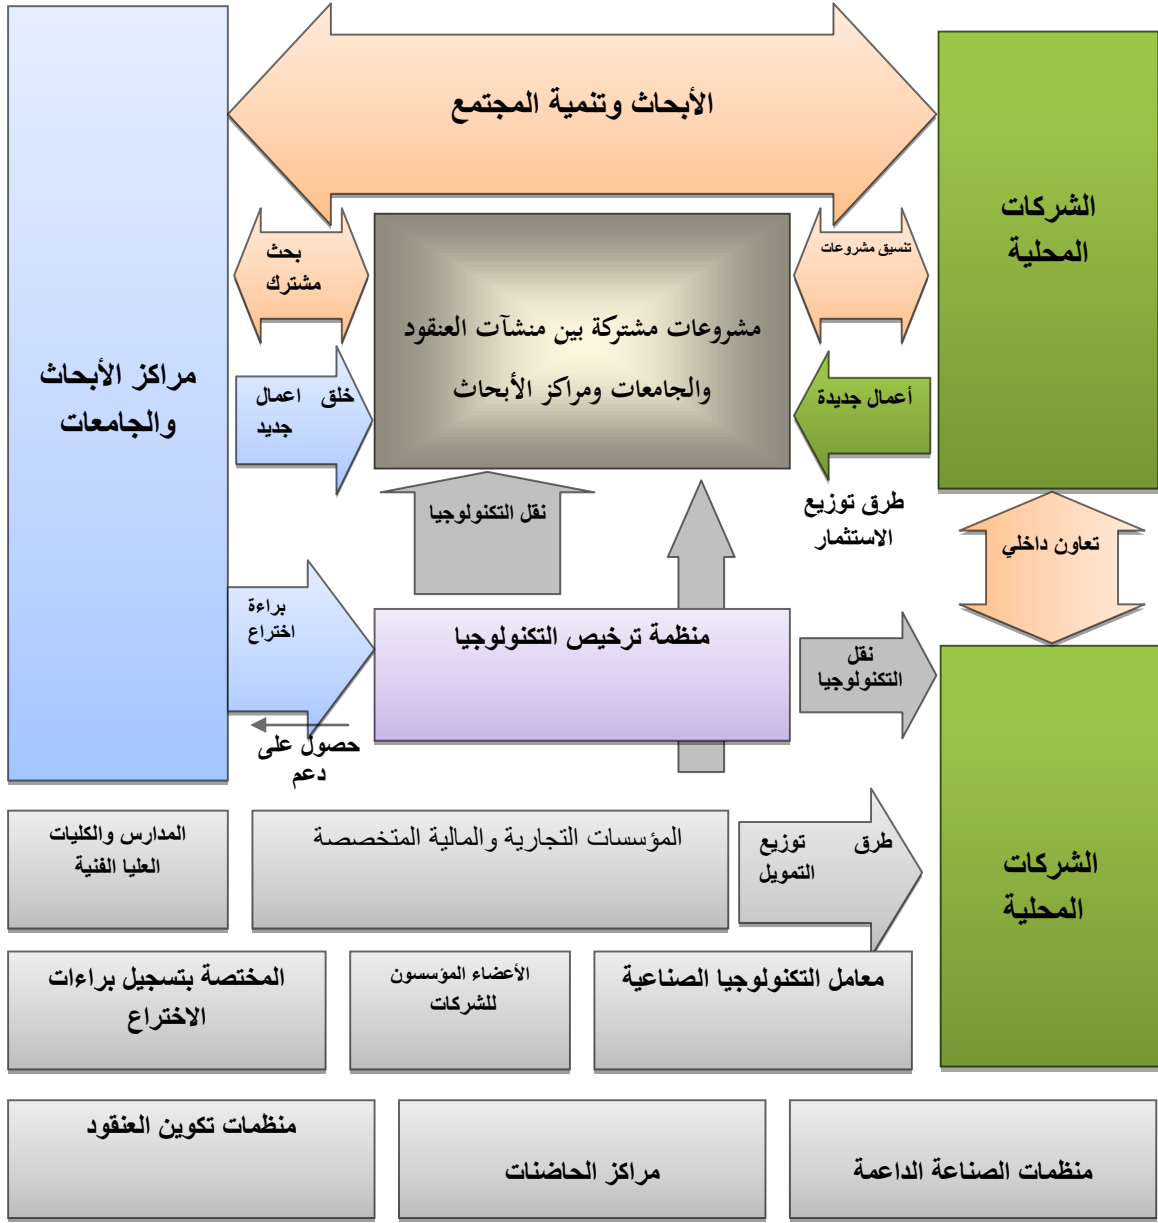 الأبحاث وتنمية المجتمع
الشركات
المحلية
تنسيق مشروعات
بحث
مشترك
مشروعات مشتركة بين منشآت العنقود
والجامعات ومراكز الأبحاث
مراكز الأبحاث
والجامعات
أعمال جديدة
خلق اعمال
جديد
طرق توزيع
الاستثمار
نقل التكنولوجيا
تعاون داخلي
براءة
اختراع
منظمة ترخيص التكنولوجيا
نقل
التكنولوجيا
حصول على
دعم
الشركات
المحلية
طرق توزيع
التمويل
المؤسسات التجارية والمالية المتخصصة
المدارس والكليات
العليا الفنية
معامل التكنولوجيا الصناعية
الأعضاء المؤسسون
للشركات
المختصة بتسجيل براءات
الاختراع
منظمات الصناعة الداعمة
مراكز الحاضنات
منظمات تكوين العنقود